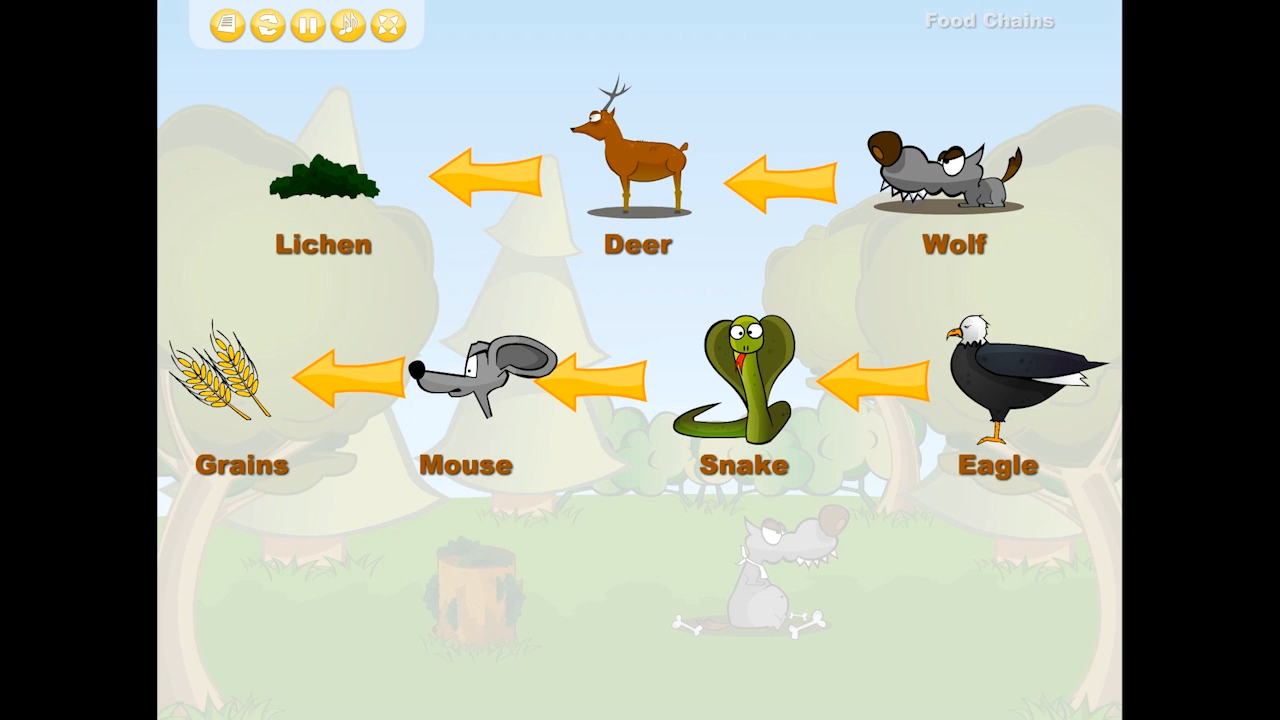 Food Chains
Lichen
Deer
Wolf
Grains
Mouse
Snake
Eagle